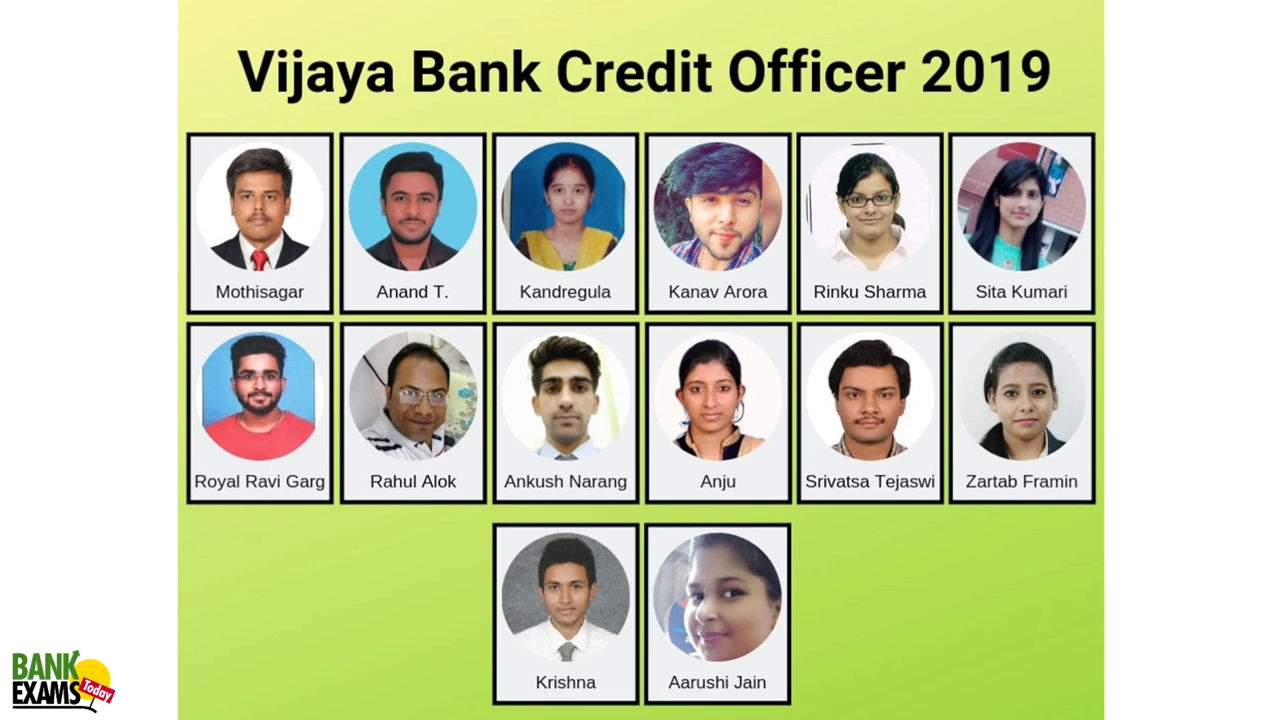 Vijaya Bank Credit Officer 2019
Mothisagar
Anand T.
Kandregula
Kanav Arora
Rinku Sharma
Sita Kumari
Royal Ravi Garg
Rahul Alok
Ankush Narang
Anju
Srivatsa Tejaswi
Zartab Framin
Krishna
Aarushi Jain
BANK
EXAMS
Today